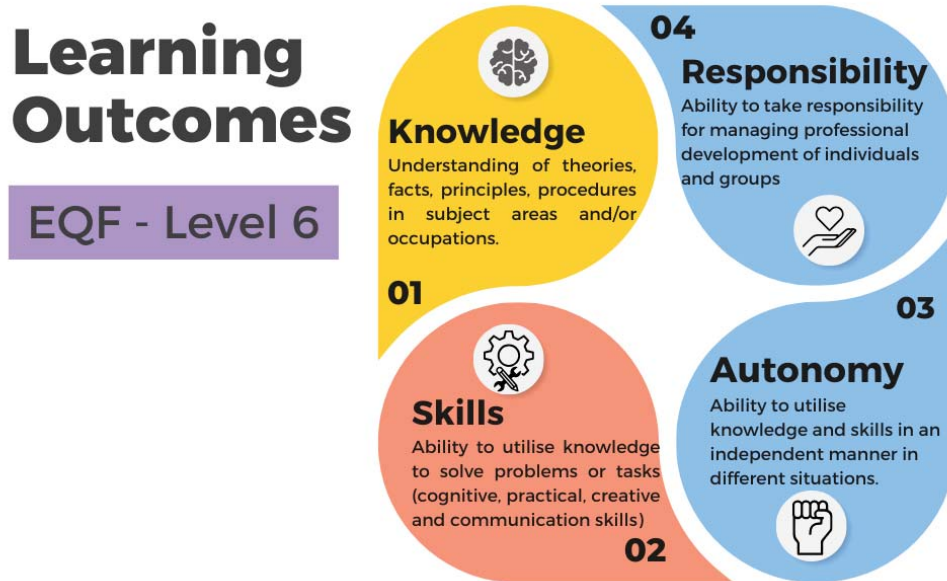 Learning
Outcomes
EQF - Level 6
Knowledge
Understanding of theories,
facts, principles, procedures
in subject areas and/or
occupations.
01
Skills
Ability to utilise knowledge
to solve problems or tasks
(cognitive, practical, creative
and communication skills)
02
03
Autonomy
Ability to utilise
knowledge and skills in an
independent manner in
different situations.
04
Responsibility
Ability to take responsibility
for managing professional
development of individuals
and groups